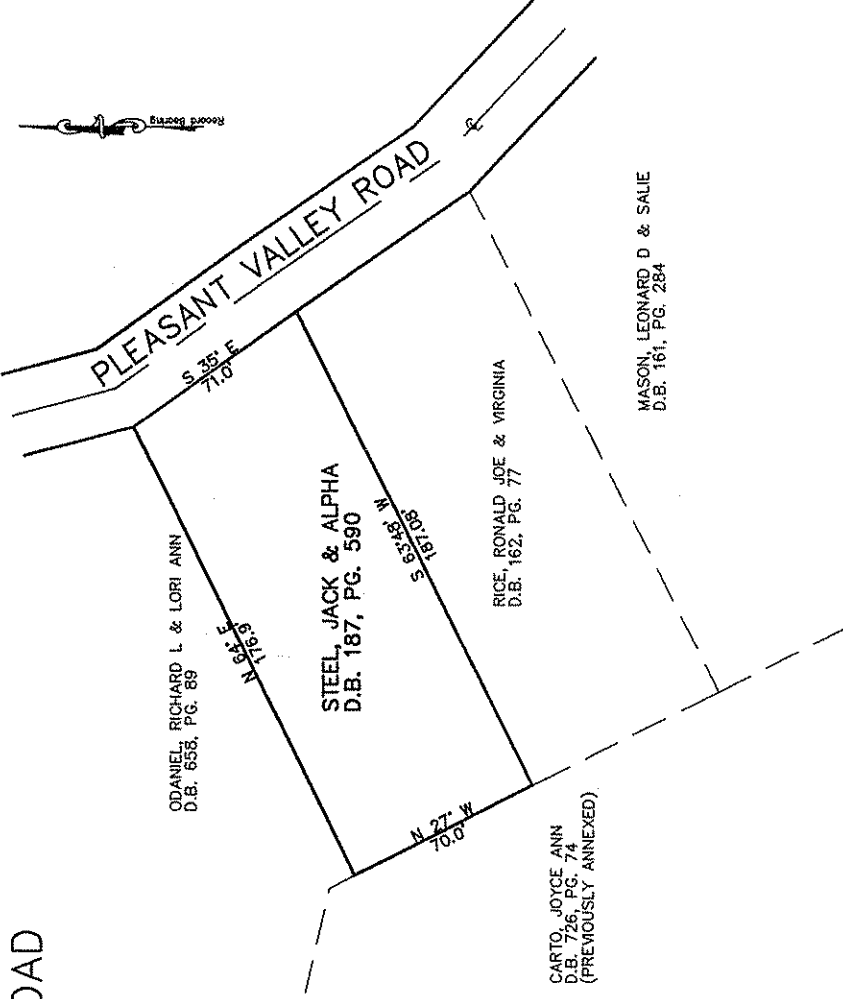 OAD
Record Bearing
PLEASANT VALLEY ROAD
S 35° E
71.0'
ODANIEL, RICHARD L & LORI ANN
D.B. 658, PG. 89
N 64° E
176.9'
STEEL, JACK & ALPHA
D.B. 187, PG. 590
S 63°48' W
187.08'
RICE, RONALD JOE & VIRGINIA
D.B. 162, PG. 77
MASON, LEONARD D & SALIE
D.B. 161, PG. 284
N 27° W
70.0'
CARTO, JOYCE ANN
D.B. 726, PG. 74
(PREVIOUSLY ANNEXED)